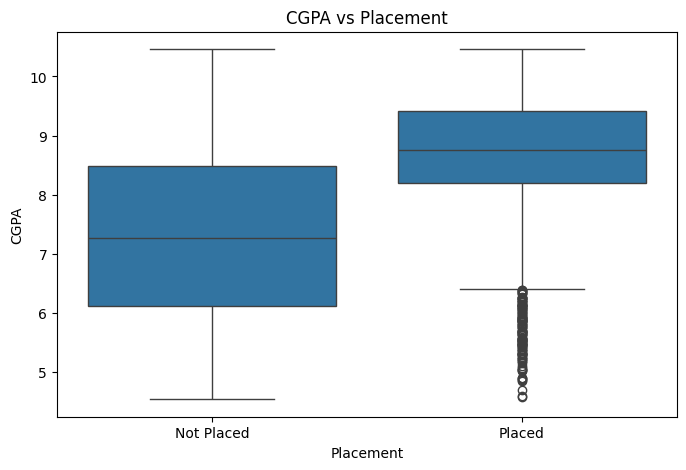 CGPA vs Placement
10
9
8
7
6
5
CGPA
Not Placed
Placed
Placement